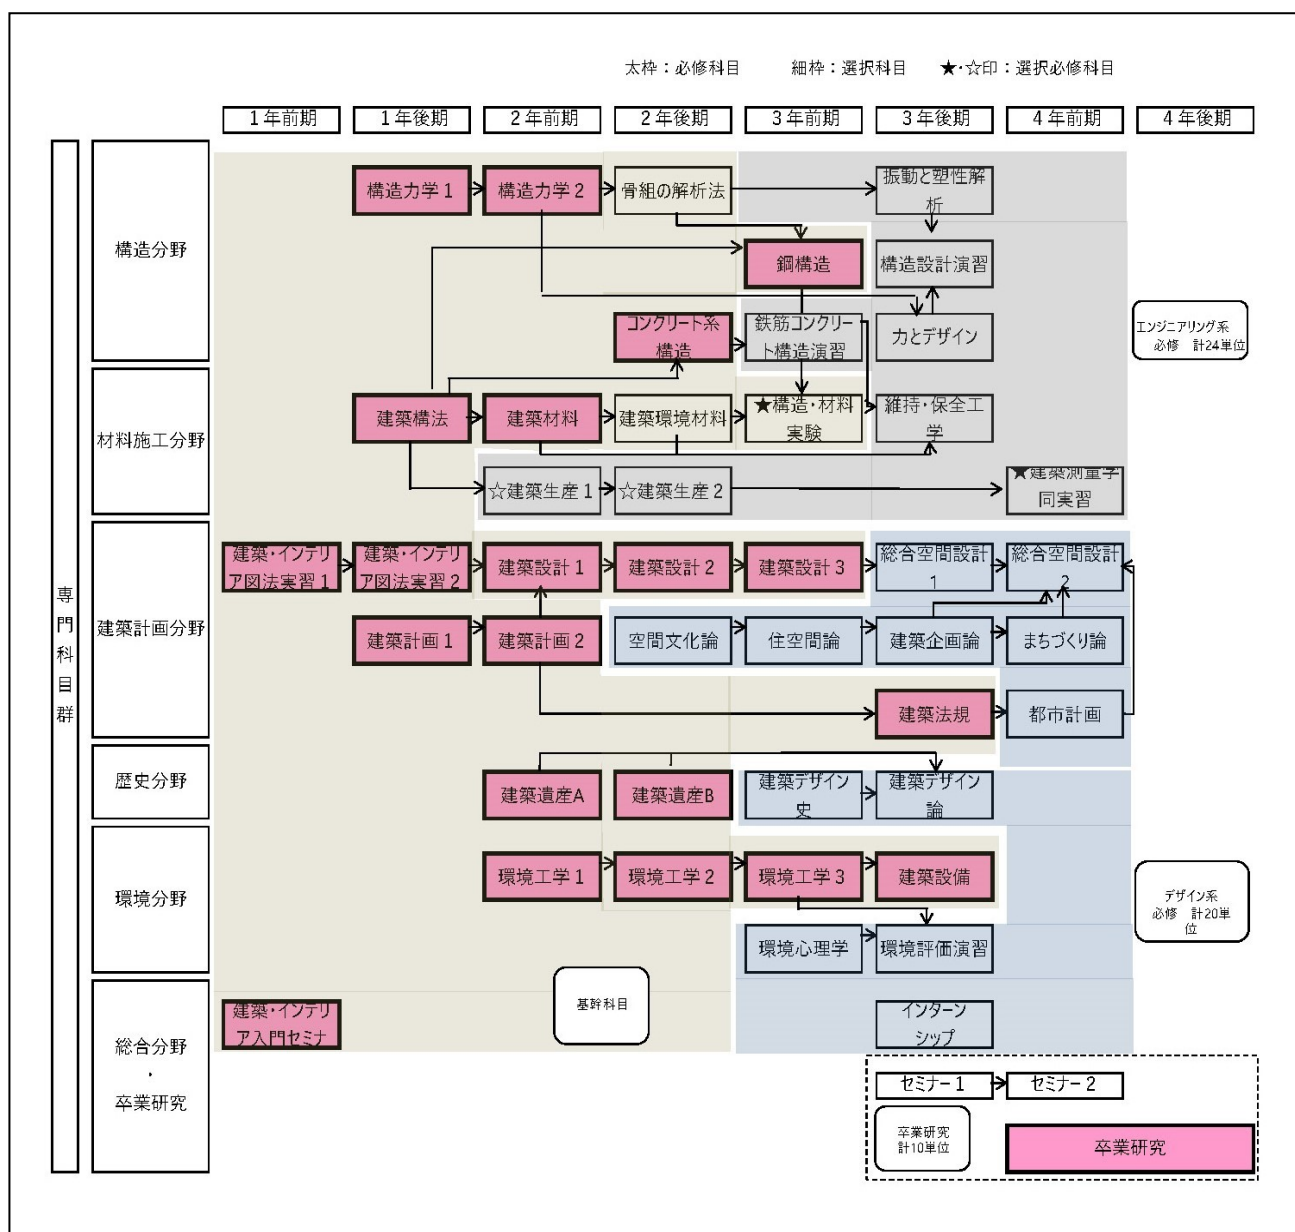 太枠：必修科目　細枠：選択科目　★・☆印：選択必修科目
1年前期　1年後期　2年前期　2年後期　3年前期　3年後期　4年前期　4年後期
専門科目群
構造分野
構造力学1
構造力学2
骨組の解析法
振動と塑性解
析
鋼構造
構造設計演習
コンクリート系
構造
鉄筋コンクリー
ト構造演習
力とデザイン
エンジニアリング系
必修　計24単位
材料施工分野
建築構法
建築材料
建築環境材料
★構造・材料
実験
維持・保全工
学
☆建築生産1
☆建築生産2
★建築測量学
同実習
建築計画分野
建築・インテリ
ア図法実習1
建築・インテリ
ア図法実習2
建築設計1
建築設計2
建築設計3
総合空間設計
1
総合空間設計
2
建築計画1
建築計画2
空間文化論
住空間論
建築企画論
まちづくり論
建築法規
都市計画
歴史分野
建築遺産A
建築遺産B
建築デザイン
史
建築デザイン
論
環境分野
環境工学1
環境工学2
環境工学3
建築設備
環境心理学
環境評価演習
デザイン系
必修　計20単
位
総合分野
・
卒業研究
建築・インテリ
ア入門セミナ
基幹科目
インターン
シップ
セミナー1
セミナー2
卒業研究
計10単位
卒業研究